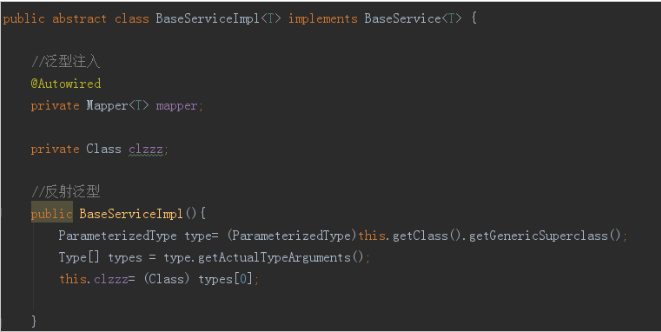 public abstract class BaseServiceImpl<T> implements BaseService<T> {
//泛型注入
@Autowired
private Mapper<T> mapper;
private Class clzzz;
//反射泛型
public BaseServiceImpl(){
ParameterizedType type= (ParameterizedType)this.getClass().getGenericSuperclass();
Type[] types = type.getActualTypeArguments();
this.clzzz= (Class) types[0];
}